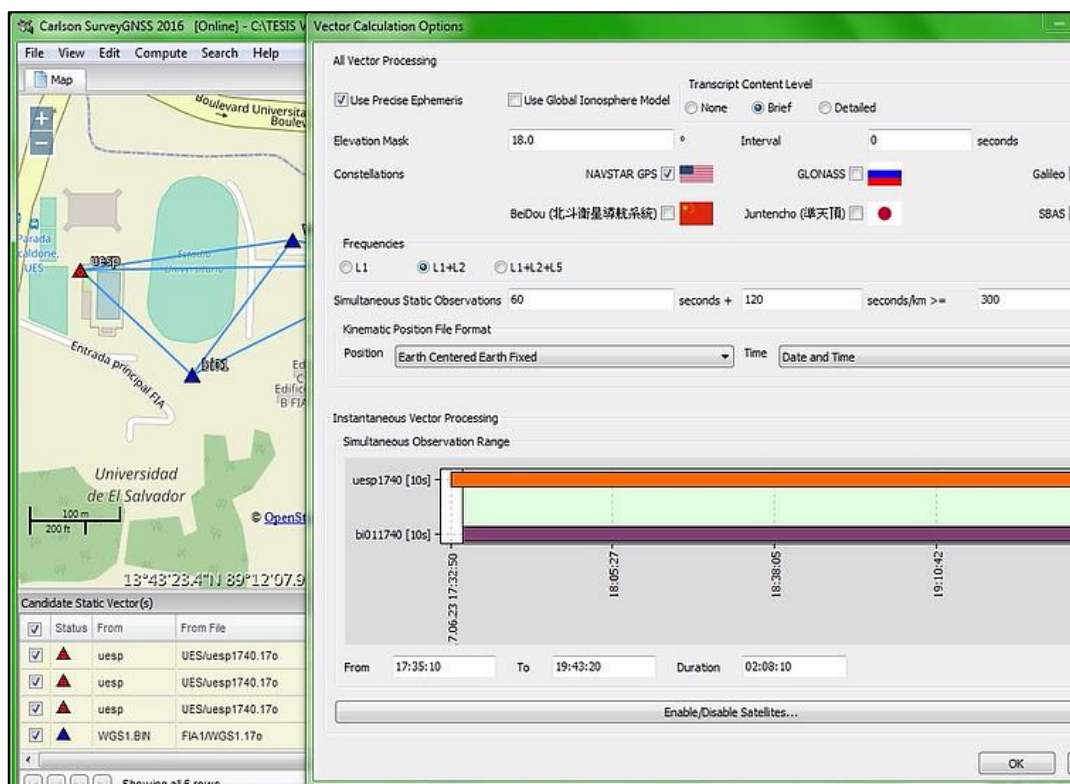 Carlson SurveyGNSS 2016 [Online] - C:\TESIS V
File View Edit Compute Search Help
Map
Boulevard Universita
Boulev
Parada
caldone,
UES
uesp
Estadio
Universitario
bi01
Entrada principal FIA
Ed
C
Edific
B FIA
Universidad
de El Salvador
100 m
200 ft
© OpenSt
13°43'23.4"N 89°12'07.9
Candidate Static Vector(s)
Status From From File
uesp UES/uesp1740.17o
uesp UES/uesp1740.17o
uesp UES/uesp1740.17o
WGS1.BIN FIA1/WGS1.17o
Showing all 5 rows
Vector Calculation Options
All Vector Processing
Use Precise Ephemeris Use Global Ionosphere Model
Transcript Content Level
None Brief Detailed
Elevation Mask 18.0 ° Interval 0 seconds
Constellations NAVSTAR GPS GLONASS Galileo
BeiDou (北斗衛星導航系統) Juntencho (準天頂) SBAS
Frequencies
L1 L1+L2 L1+L2+L5
Simultaneous Static Observations 60 seconds + 120 seconds/km >= 300
Kinematic Position File Format
Position Earth Centered Earth Fixed Time Date and Time
Instantaneous Vector Processing
Simultaneous Observation Range
uesp1740 [10s]
bi011740 [10s]
7.06.23 17:32:50
18:05:27
18:38:05
19:10:42
From 17:35:10 To 19:43:20 Duration 02:08:10
Enable/Disable Satellites...
OK